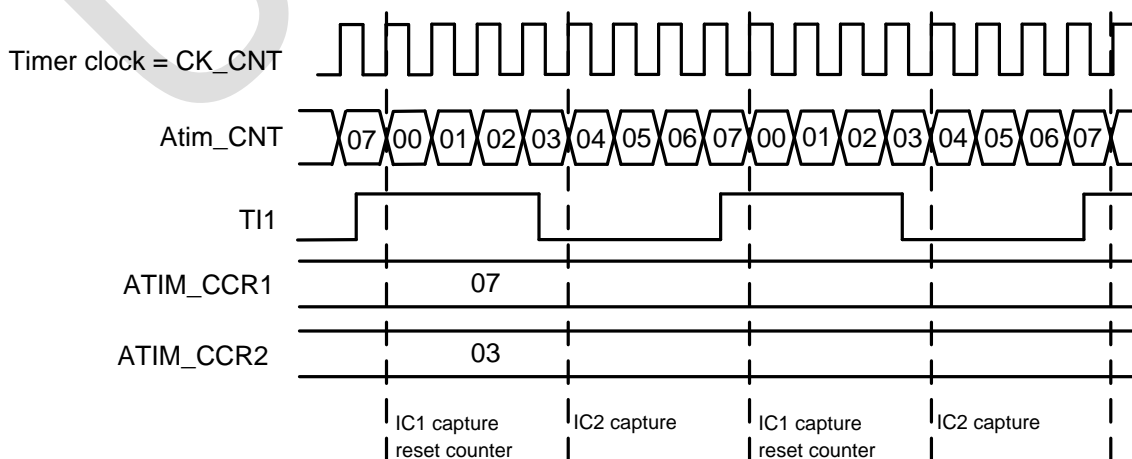 Timer clock = CK_CNT
Atim_CNT
07 00 01 02 03 04 05 06 07 00 01 02 03 04 05 06 07
TI1
ATIM_CCR1
07
ATIM_CCR2
03
IC1 capture
reset counter
IC2 capture
IC1 capture
reset counter
IC2 capture